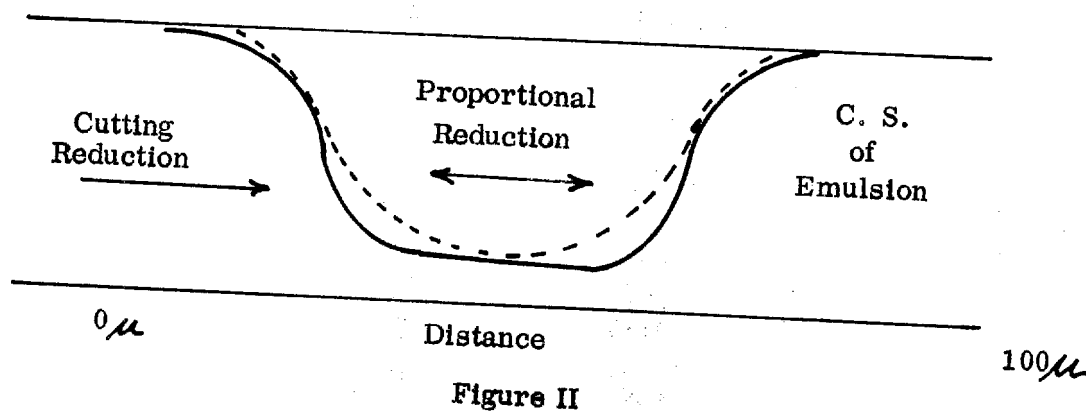 Cutting
Reduction
Proportional
Reduction
C. S.
of
Emulsion
0μ
Distance
100μ
Figure II